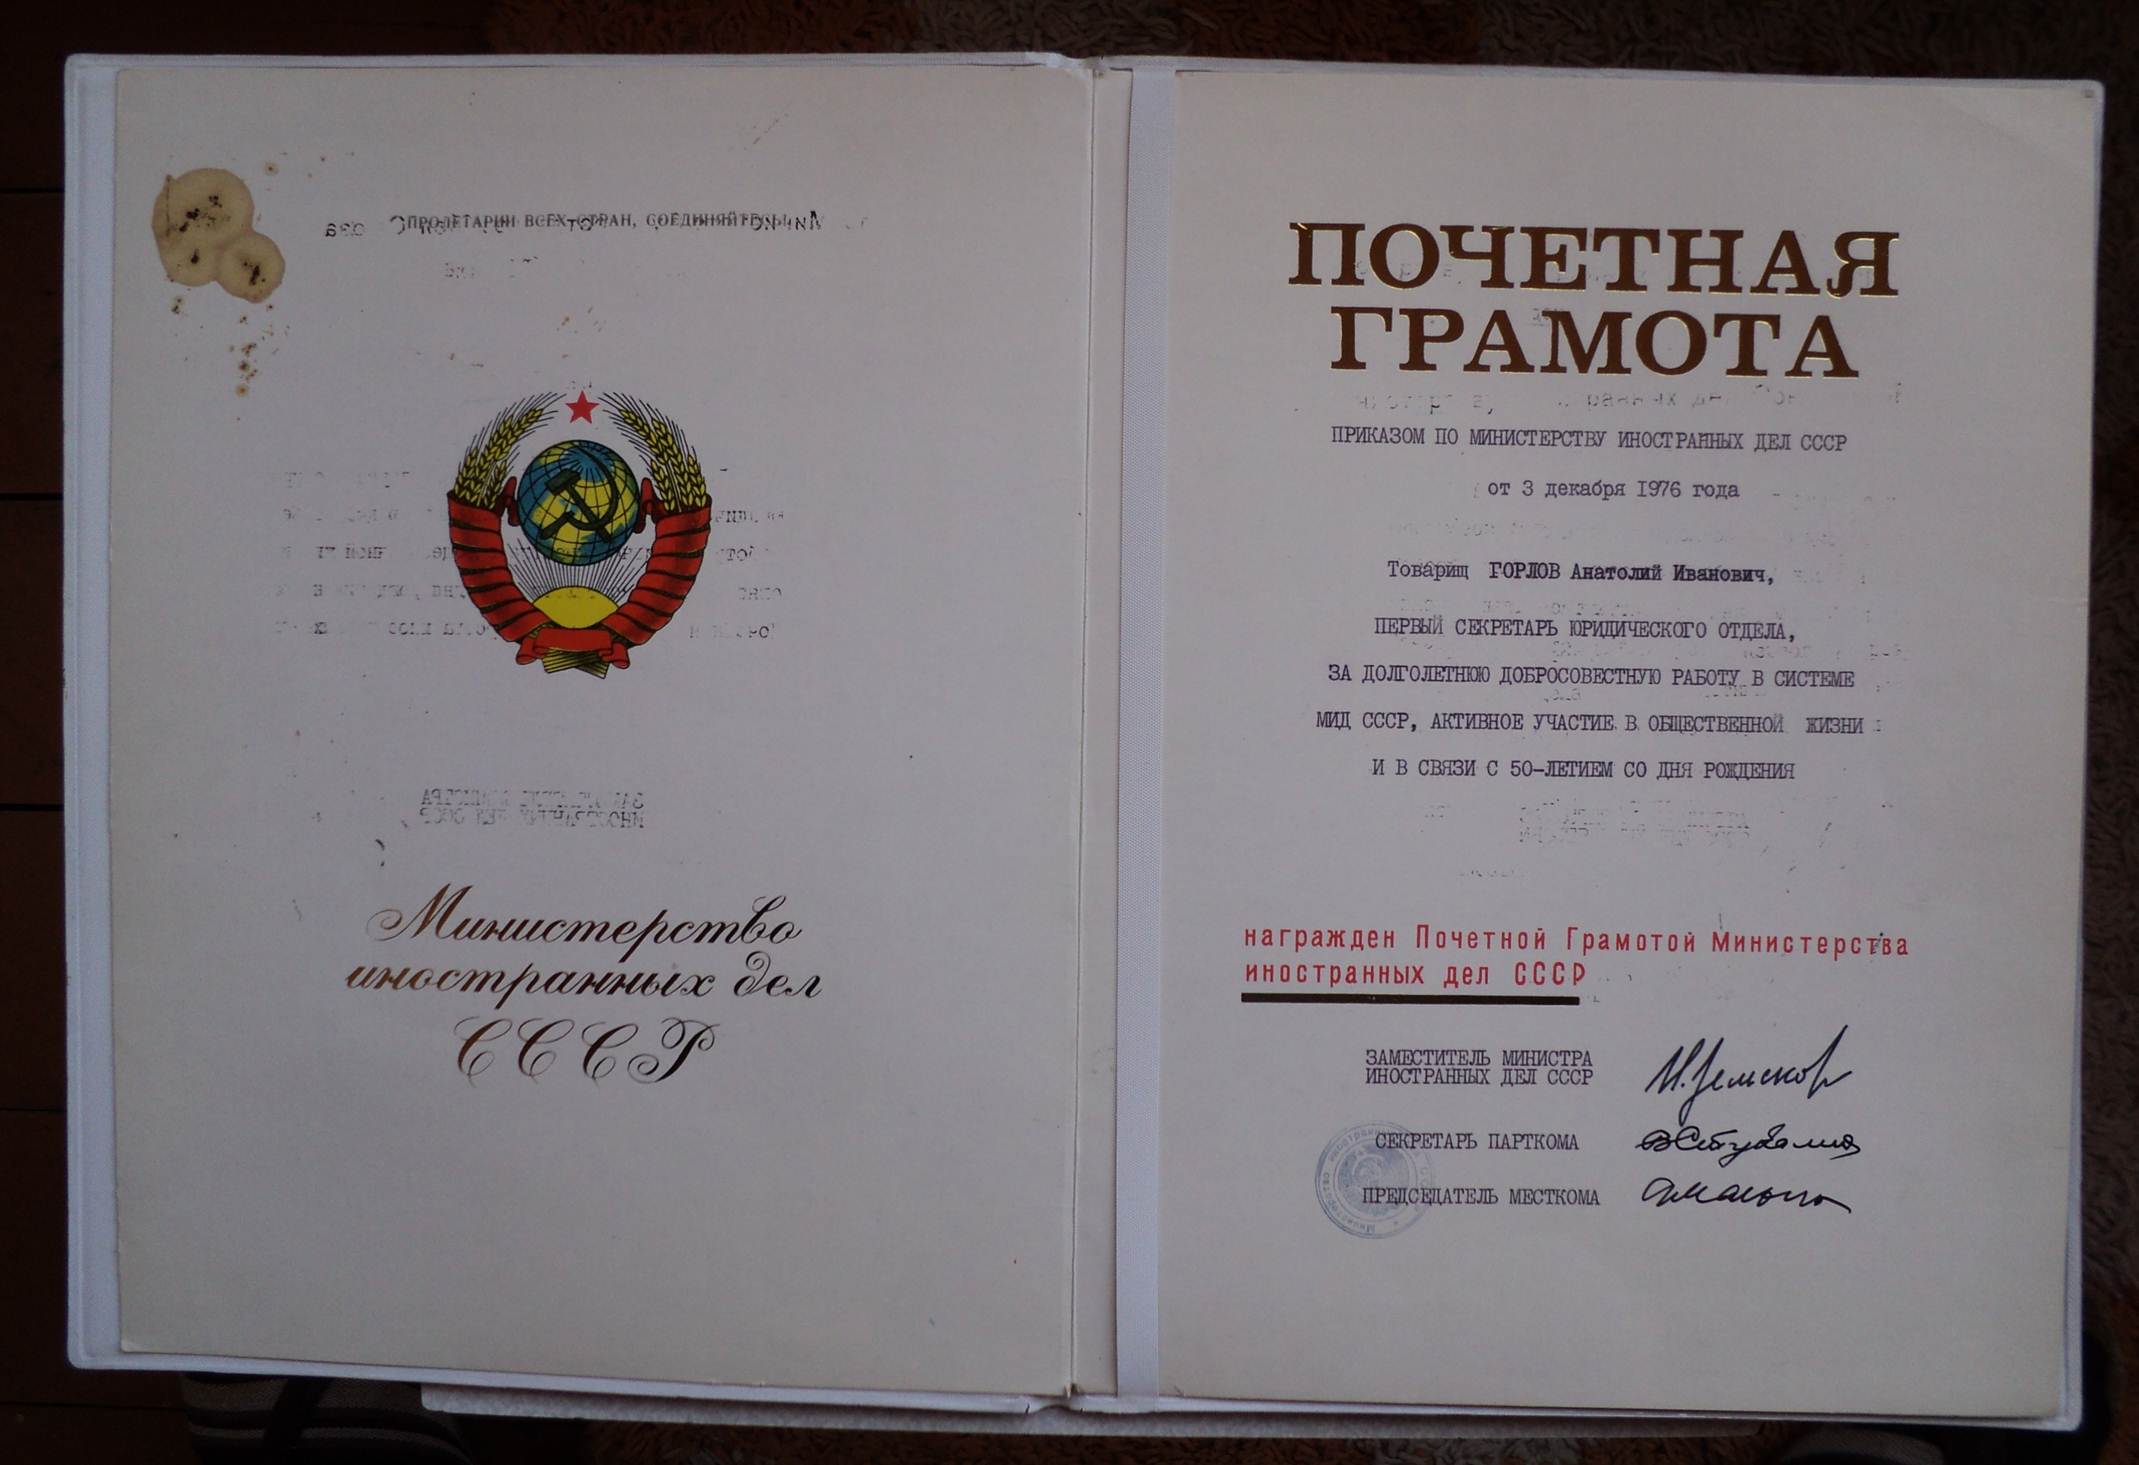 ПРОЛЕТАРИИ ВСЕХ СТРАН, СОЕДИНЯЙТЕСЬ!
Министерство
иностранных дел
СССР
ПОЧЕТНАЯ
ГРАМОТА
ПРИКАЗОМ ПО МИНИСТЕРСТВУ ИНОСТРАННЫХ ДЕЛ СССР
от 3 декабря 1976 года
Товарищ ГОРЛОВ Анатолий Иванович,
ПЕРВЫЙ СЕКРЕТАРЬ ЮРИДИЧЕСКОГО ОТДЕЛА,
ЗА ДОЛГОЛЕТНЮЮ ДОБРОСОВЕСТНУЮ РАБОТУ В СИСТЕМЕ
МИД СССР, АКТИВНОЕ УЧАСТИЕ В ОБЩЕСТВЕННОЙ ЖИЗНИ
И В СВЯЗИ С 50-ЛЕТИЕМ СО ДНЯ РОЖДЕНИЯ
награжден Почетной Грамотой Министерства
иностранных дел СССР
ЗАМЕСТИТЕЛЬ МИНИСТРА
ИНОСТРАННЫХ ДЕЛ СССР
СЕКРЕТАРЬ ПАРТКОМА
ПРЕДСЕДАТЕЛЬ МЕСТКОМА